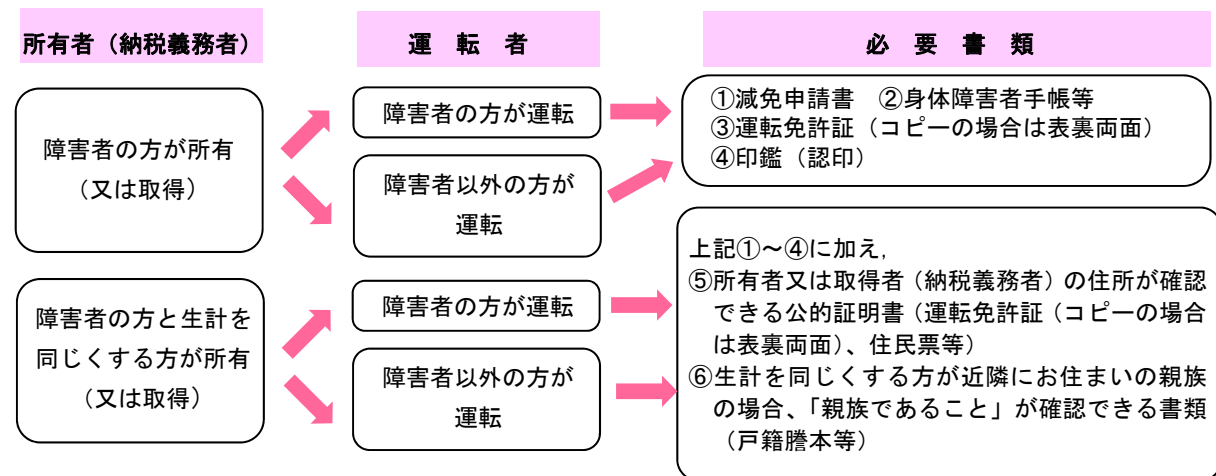 所有者（納税義務者）
運　転　者
必　要　書　類
障害者の方が所有
（又は取得）
障害者の方が運転
障害者以外の方が
運転
①減免申請書　②身体障害者手帳等
③運転免許証（コピーの場合は表裏両面）
④印鑑（認印）
障害者の方と生計を
同じくする方が所有
（又は取得）
障害者の方が運転
障害者以外の方が
運転
上記①～④に加え,
⑤所有者又は取得者（納税義務者）の住所が確認
できる公的証明書（運転免許証（コピーの場合
は表裏両面）、住民票等）
⑥生計を同じくする方が近隣にお住まいの親族
の場合、「親族であること」が確認できる書類
（戸籍謄本等）